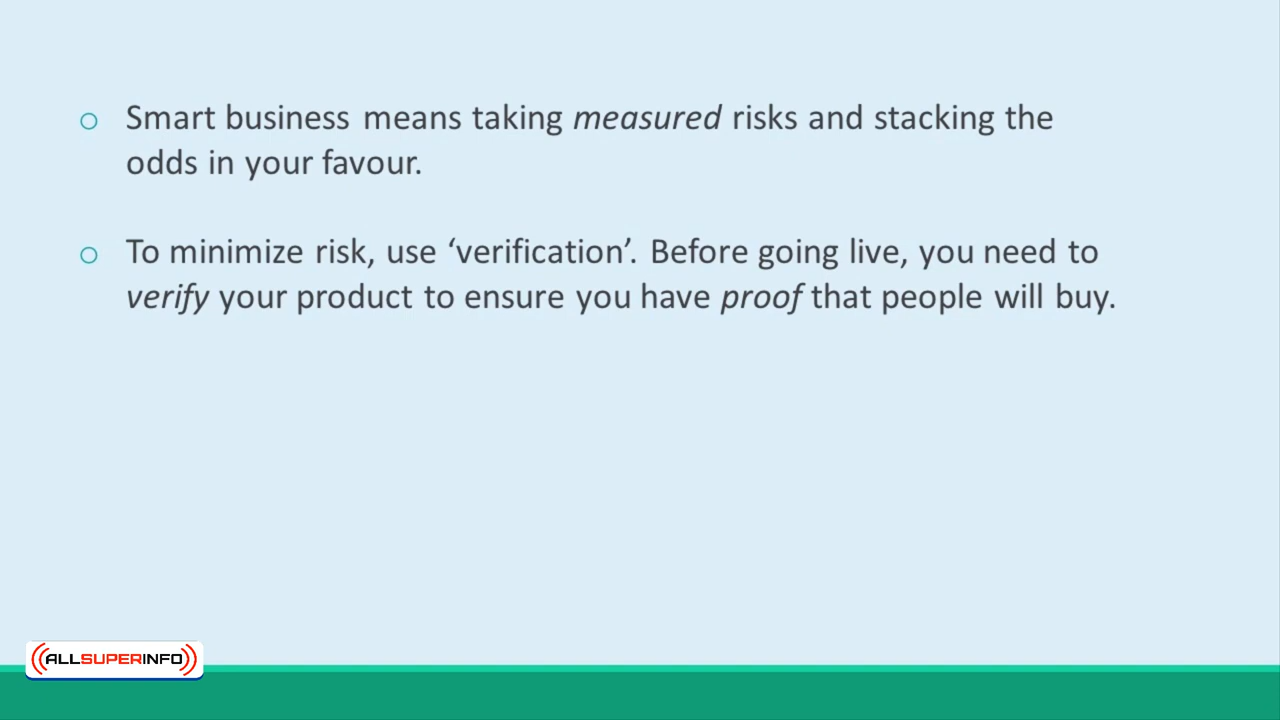 o Smart business means taking measured risks and stacking the
odds in your favour.
o To minimize risk, use ‘verification’. Before going live, you need to
verify your product to ensure you have proof that people will buy.
ALLSUPERINFO